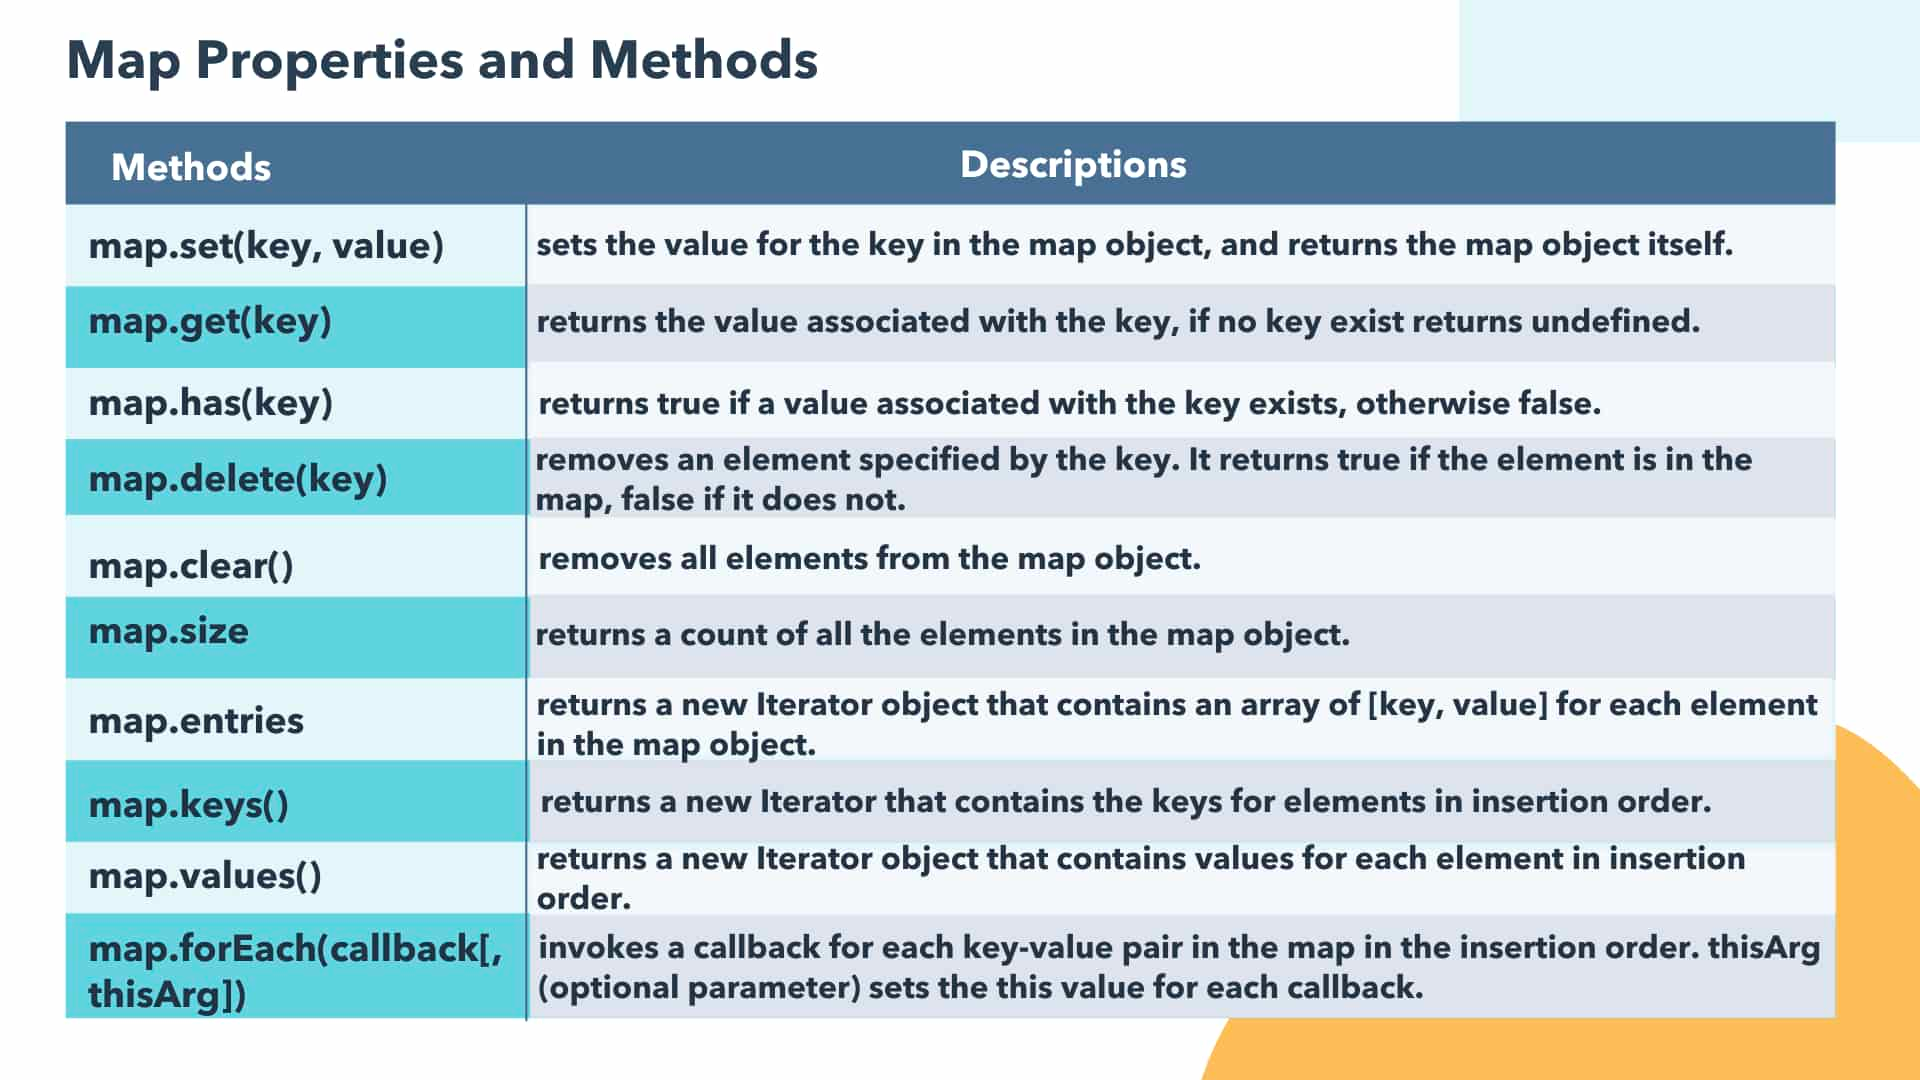 Map Properties and Methods
Methods
Descriptions
map.set(key, value)
sets the value for the key in the map object, and returns the map object itself.
map.get(key)
returns the value associated with the key, if no key exist returns undefined.
map.has(key)
returns true if a value associated with the key exists, otherwise false.
map.delete(key)
removes an element specified by the key. It returns true if the element is in the
map, false if it does not.
map.clear()
removes all elements from the map object.
map.size
returns a count of all the elements in the map object.
map.entries
returns a new Iterator object that contains an array of [key, value] for each element
in the map object.
map.keys()
returns a new Iterator that contains the keys for elements in insertion order.
map.values()
returns a new Iterator object that contains values for each element in insertion
order.
map.forEach(callback[,
thisArg])
invokes a callback for each key-value pair in the map in the insertion order. thisArg
(optional parameter) sets the this value for each callback.